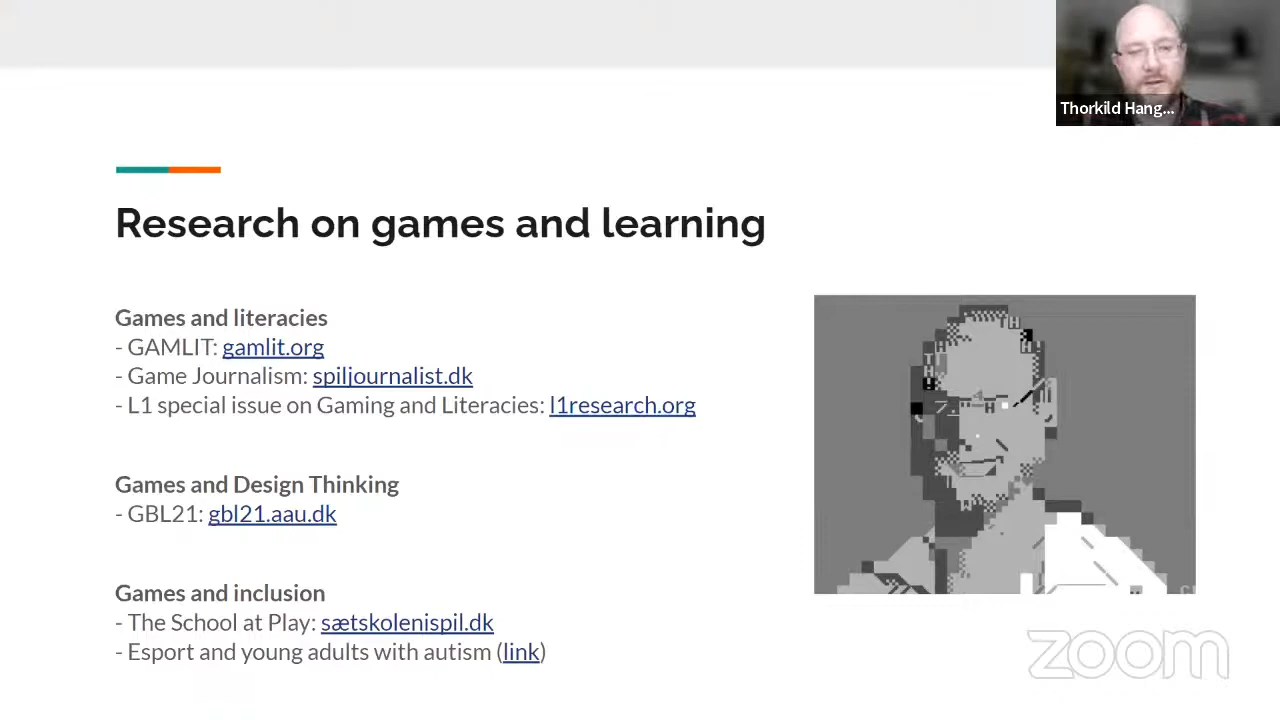 Thorkild Hang...
Research on games and learning
Games and literacies
- GAMLIT: gamlit.org
- Game Journalism: spiljournalist.dk
- L1 special issue on Gaming and Literacies: l1research.org
Games and Design Thinking
- GBL21: gbl21.aau.dk
Games and inclusion
- The School at Play: sætskolenispil.dk
- Esport and young adults with autism (link)
zoom